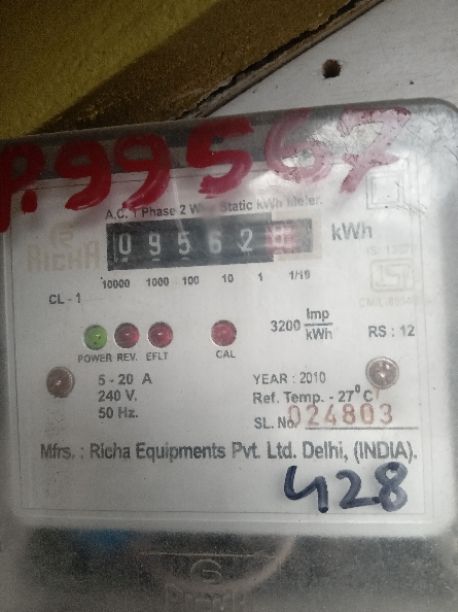 P.99567
A.C. 1 Phase 2 Wire Static kWh Meter.
RICHA
095628 kWh
10000 1000 100 10 1 1/10
CL - 1
3200 Imp/kWh
RS : 12
POWER REV. EFLT CAL
5 - 20 A
240 V.
50 Hz.
YEAR : 2010
Ref. Temp. - 27°C
SL. No. 024803
Mfrs. : Richa Equipments Pvt. Ltd. Delhi, (INDIA).
428